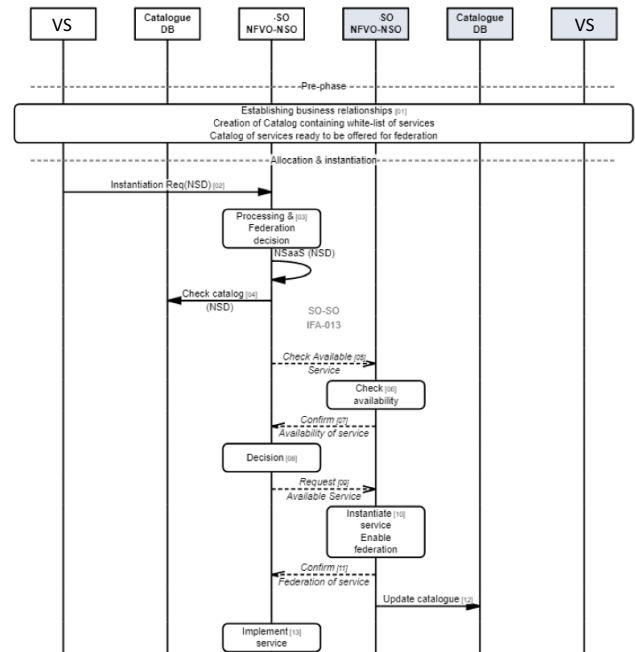 VS
Catalogue
DB
·SO
NFVO-NSO
SO
NFVO-NSO
Catalogue
DB
VS
Pre-phase
Establishing business relationships [01]
Creation of Catalog containing white-list of services
Catalog of services ready to be offered for federation
Allocation & instantiation
Instantiation Req(NSD) [02]
Processing & [03]
Federation
decision
NSaaS (NSD)
Check catalog [04]
(NSD)
SO-SO
IFA-013
Check Available [05]
Service
Check [06]
availability
Confirm [07]
Availability of service
Decision [08]
Request [09]
Available Service
Instantiate [10]
service
Enable
federation
Confirm [11]
Federation of service
Update catalogue [12]
Implement [13]
service